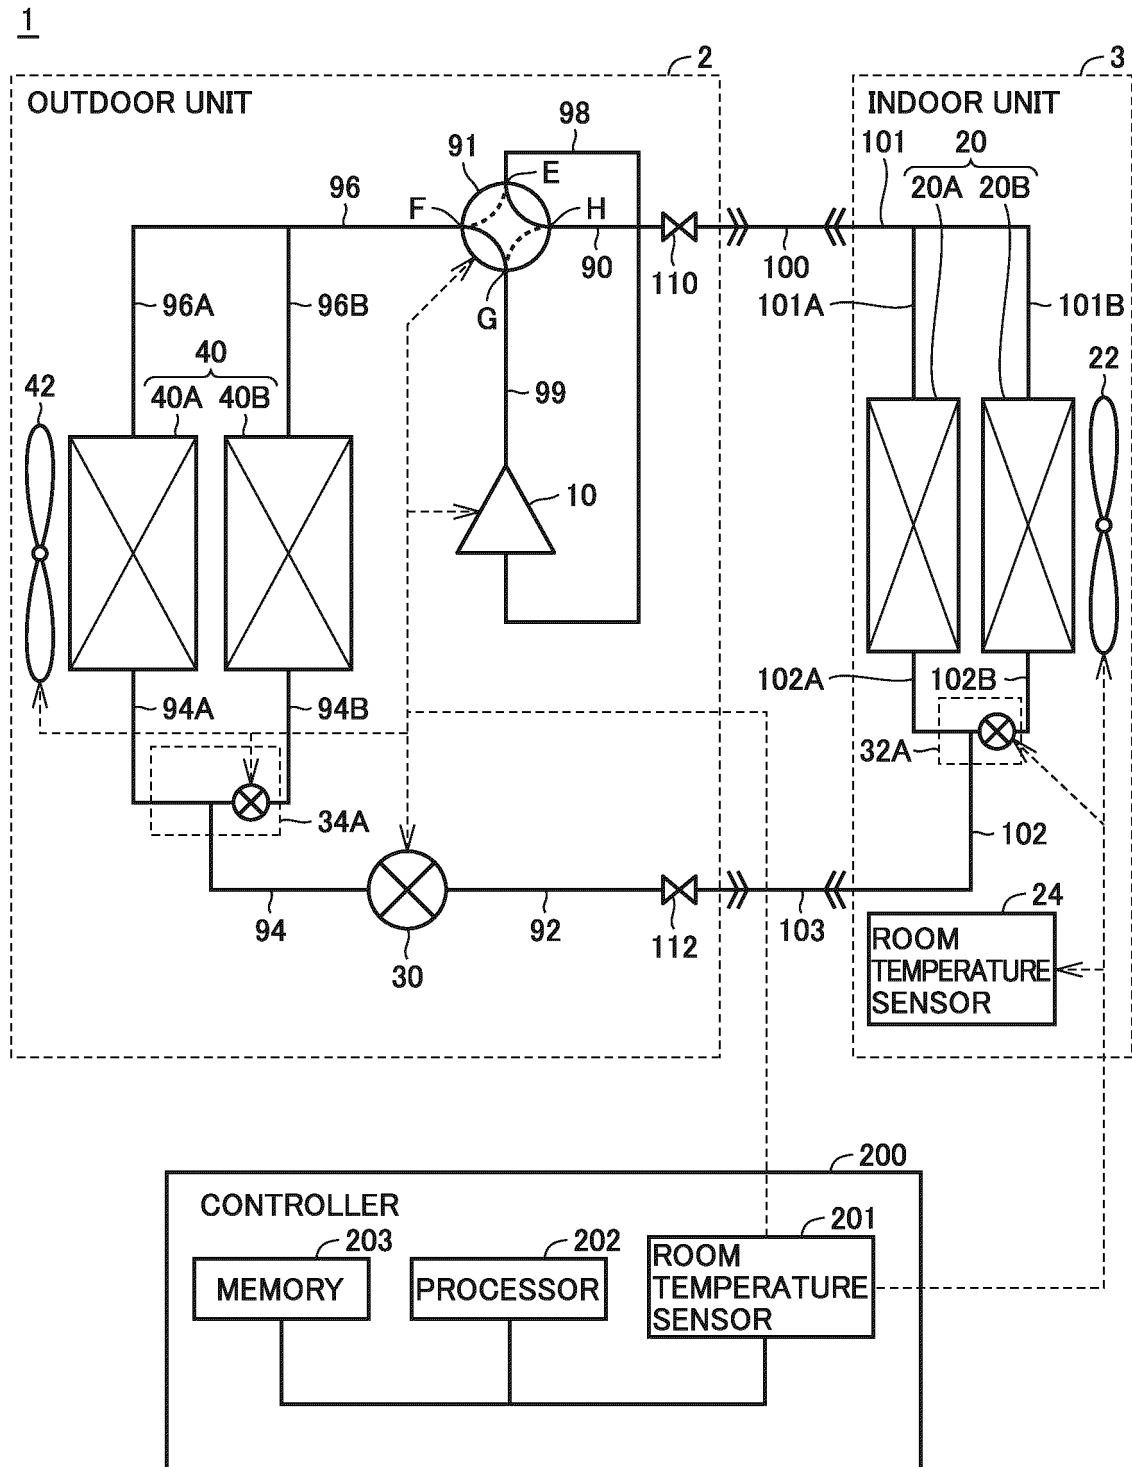 1
2
3
OUTDOOR UNIT
INDOOR UNIT
98
91
E
96
F
H
90
110
100
101
20
20A 20B
G
96A
96B
101A
101B
99
40
40A 40B
42
22
10
94A
94B
102A
102B
32A
34A
102
94
92
112
103
30
24
ROOM
TEMPERATURE
SENSOR
200
CONTROLLER
203
202
201
MEMORY
PROCESSOR
ROOM
TEMPERATURE
SENSOR